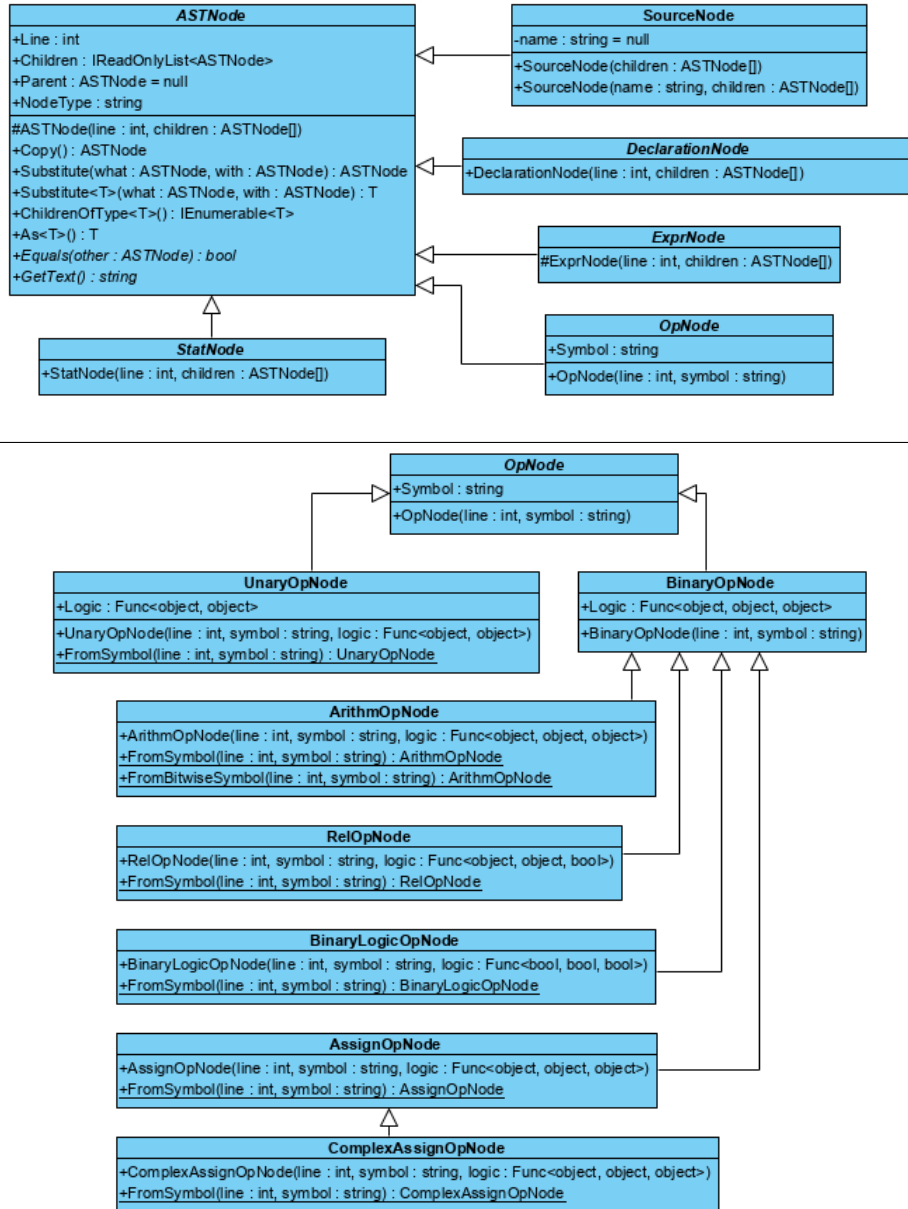 ASTNode
+Line : int
+Children : IReadOnlyList<ASTNode>
+Parent : ASTNode = null
+NodeType : string
#ASTNode(line : int, children : ASTNode[])
+Copy() : ASTNode
+Substitute(what : ASTNode, with : ASTNode) : ASTNode
+Substitute<T>(what : ASTNode, with : ASTNode) : T
+ChildrenOfType<T>() : IEnumerable<T>
+As<T>() : T
+Equals(other : ASTNode) : bool
+GetText() : string
SourceNode
-name : string = null
+SourceNode(children : ASTNode[])
+SourceNode(name : string, children : ASTNode[])
DeclarationNode
+DeclarationNode(line : int, children : ASTNode[])
ExprNode
#ExprNode(line : int, children : ASTNode[])
OpNode
+Symbol : string
+OpNode(line : int, symbol : string)
StatNode
+StatNode(line : int, children : ASTNode[])
OpNode
+Symbol : string
+OpNode(line : int, symbol : string)
UnaryOpNode
+Logic : Func<object, object>
+UnaryOpNode(line : int, symbol : string, logic : Func<object, object>)
+FromSymbol(line : int, symbol : string) : UnaryOpNode
BinaryOpNode
+Logic : Func<object, object, object>
+BinaryOpNode(line : int, symbol : string)
ArithmOpNode
+ArithmOpNode(line : int, symbol : string, logic : Func<object, object, object>)
+FromSymbol(line : int, symbol : string) : ArithmOpNode
+FromBitwiseSymbol(line : int, symbol : string) : ArithmOpNode
RelOpNode
+RelOpNode(line : int, symbol : string, logic : Func<object, object, bool>)
+FromSymbol(line : int, symbol : string) : RelOpNode
BinaryLogicOpNode
+BinaryLogicOpNode(line : int, symbol : string, logic : Func<bool, bool, bool>)
+FromSymbol(line : int, symbol : string) : BinaryLogicOpNode
AssignOpNode
+AssignOpNode(line : int, symbol : string, logic : Func<object, object, object>)
+FromSymbol(line : int, symbol : string) : AssignOpNode
ComplexAssignOpNode
+ComplexAssignOpNode(line : int, symbol : string, logic : Func<object, object, object>)
+FromSymbol(line : int, symbol : string) : ComplexAssignOpNode